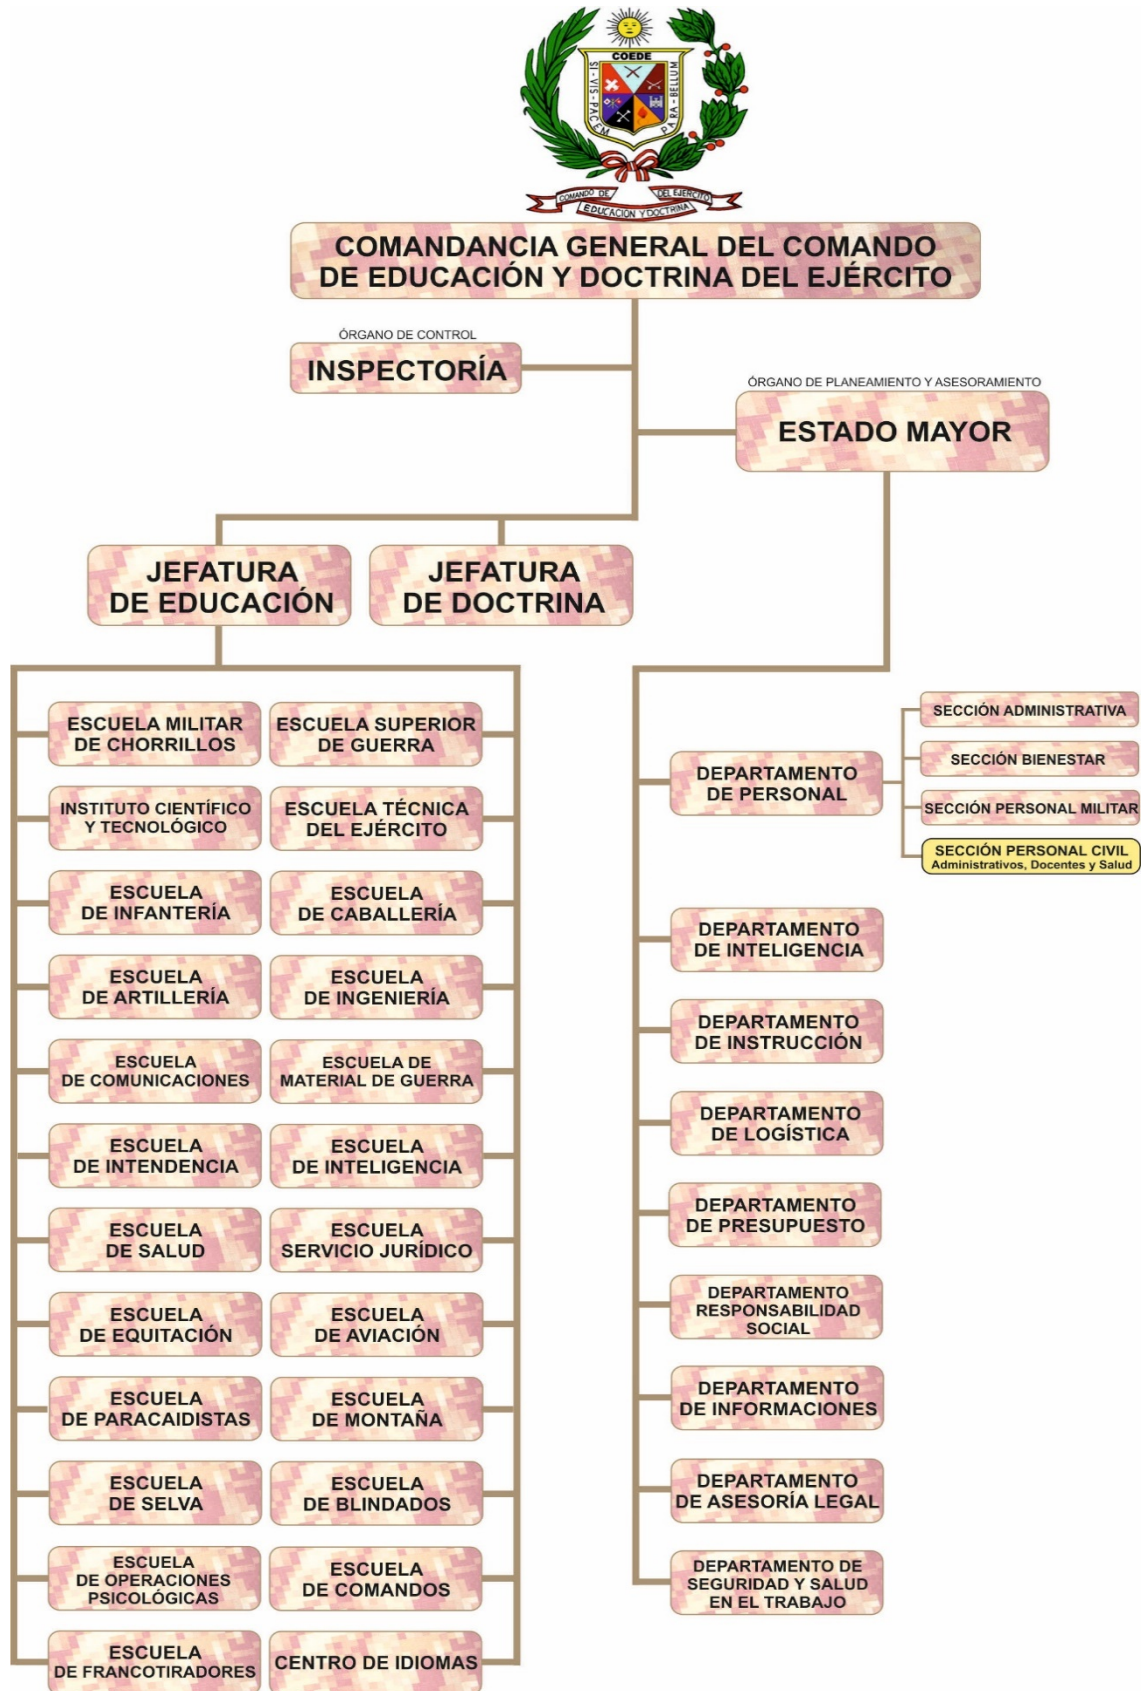 COEDE
SI - VIS - PACEM
PARA - BELLUM
COMANDO DE
EDUCACIÓN Y DOCTRINA
DEL EJERCITO
COMANDANCIA GENERAL DEL COMANDO
DE EDUCACIÓN Y DOCTRINA DEL EJÉRCITO
ÓRGANO DE CONTROL
INSPECTORÍA
ÓRGANO DE PLANEAMIENTO Y ASESORAMIENTO
ESTADO MAYOR
JEFATURA
DE EDUCACIÓN
JEFATURA
DE DOCTRINA
ESCUELA MILITAR
DE CHORRILLOS
ESCUELA SUPERIOR
DE GUERRA
INSTITUTO CIENTÍFICO
Y TECNOLÓGICO
ESCUELA TÉCNICA
DEL EJÉRCITO
ESCUELA
DE INFANTERÍA
ESCUELA
DE CABALLERÍA
ESCUELA
DE ARTILLERÍA
ESCUELA
DE INGENIERÍA
ESCUELA
DE COMUNICACIONES
ESCUELA DE
MATERIAL DE GUERRA
ESCUELA
DE INTENDENCIA
ESCUELA
DE INTELIGENCIA
ESCUELA
DE SALUD
ESCUELA
SERVICIO JURÍDICO
ESCUELA
DE EQUITACIÓN
ESCUELA
DE AVIACIÓN
ESCUELA
DE PARACAIDISTAS
ESCUELA
DE MONTAÑA
ESCUELA
DE SELVA
ESCUELA
DE BLINDADOS
ESCUELA
DE OPERACIONES
PSICOLÓGICAS
ESCUELA
DE COMANDOS
ESCUELA
DE FRANCOTIRADORES
CENTRO DE IDIOMAS
DEPARTAMENTO
DE PERSONAL
SECCIÓN ADMINISTRATIVA
SECCIÓN BIENESTAR
SECCIÓN PERSONAL MILITAR
SECCIÓN PERSONAL CIVIL
Administrativos, Docentes y Salud
DEPARTAMENTO
DE INTELIGENCIA
DEPARTAMENTO
DE INSTRUCCIÓN
DEPARTAMENTO
DE LOGÍSTICA
DEPARTAMENTO
DE PRESUPUESTO
DEPARTAMENTO
RESPONSABILIDAD
SOCIAL
DEPARTAMENTO
DE INFORMACIONES
DEPARTAMENTO
DE ASESORÍA LEGAL
DEPARTAMENTO DE
SEGURIDAD Y SALUD
EN EL TRABAJO